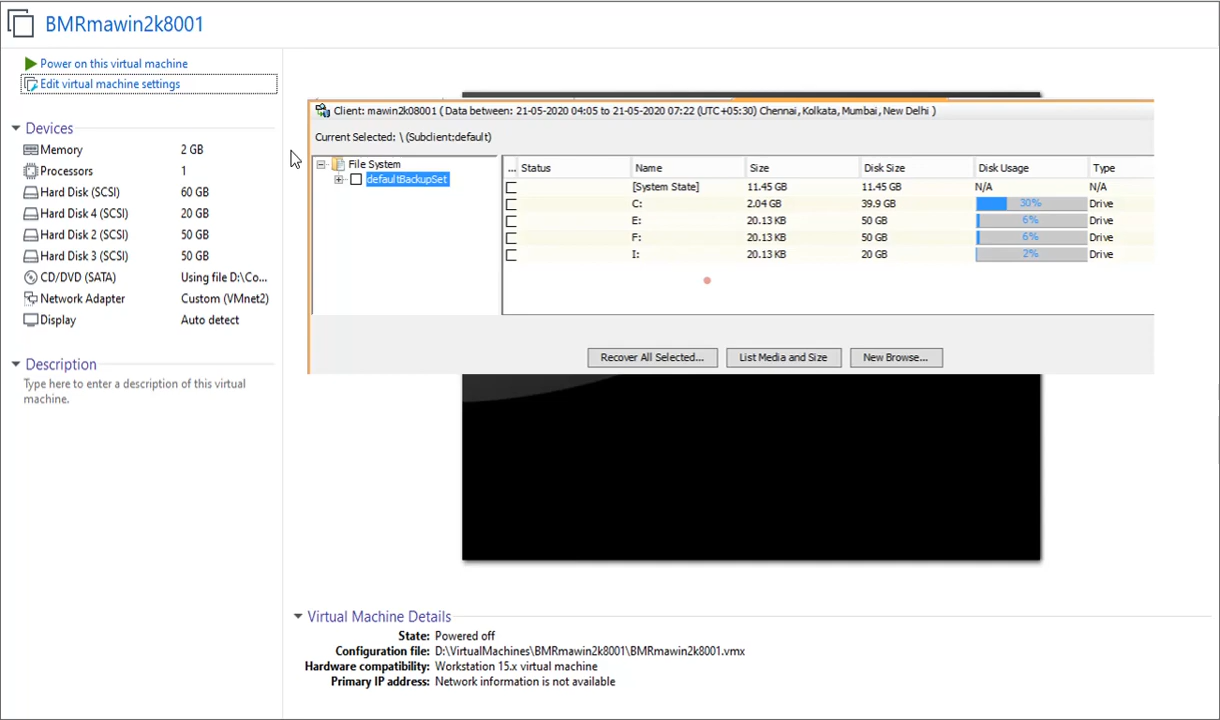 BMRmawin2k8001
Power on this virtual machine
Edit virtual machine settings
Devices
Memory 2 GB
Processors 1
Hard Disk (SCSI) 60 GB
Hard Disk 4 (SCSI) 20 GB
Hard Disk 2 (SCSI) 50 GB
Hard Disk 3 (SCSI) 50 GB
CD/DVD (SATA) Using file D:\Co...
Network Adapter Custom (VMnet2)
Display Auto detect
Description
Type here to enter a description of this virtual
machine.
Client: mawin2k08001 ( Data between: 21-05-2020 04:05 to 21-05-2020 07:22 (UTC+05:30) Chennai, Kolkata, Mumbai, New Delhi )
Current Selected: \ (Subclient:default)
File System
defaultBackupSet
... Status Name Size Disk Size Disk Usage Type
[System State] 11.45 GB 11.45 GB N/A N/A
C: 2.04 GB 39.9 GB 30% Drive
E: 20.13 KB 50 GB 6% Drive
F: 20.13 KB 50 GB 6% Drive
I: 20.13 KB 20 GB 2% Drive
Recover All Selected... List Media and Size New Browse...
Virtual Machine Details
State: Powered off
Configuration file: D:\VirtualMachines\BMRmawin2k8001\BMRmawin2k8001.vmx
Hardware compatibility: Workstation 15.x virtual machine
Primary IP address: Network information is not available